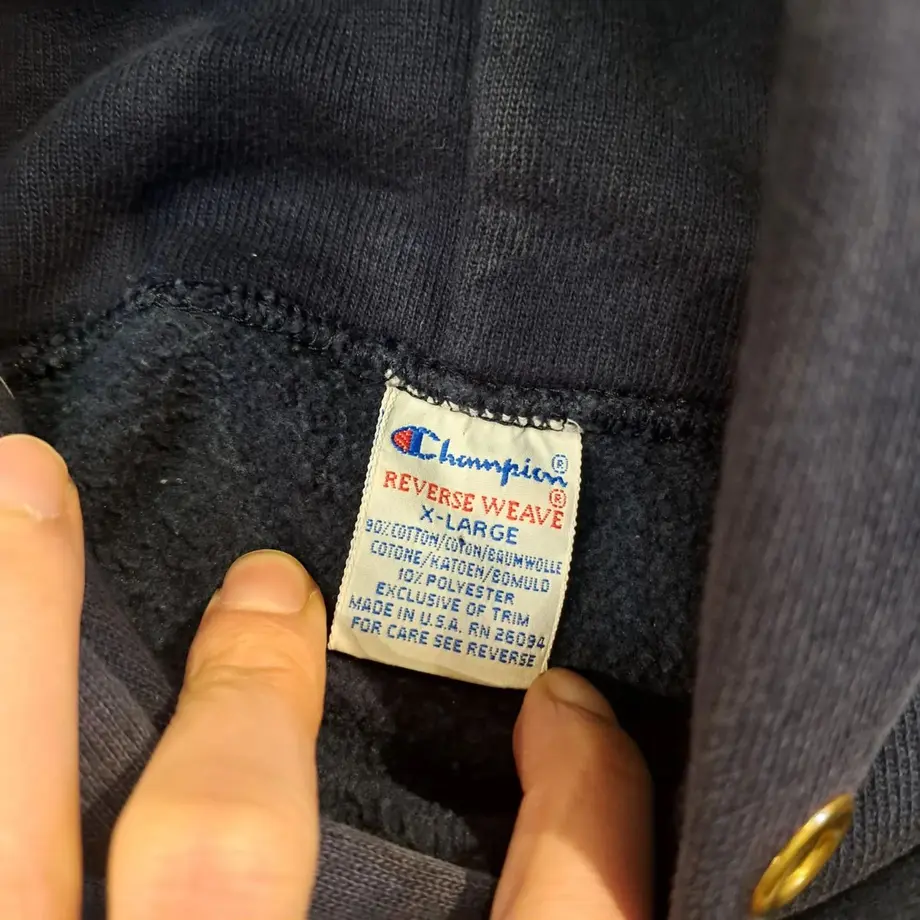 Champion®
REVERSE WEAVE®
X-LARGE
90% COTTON/COTON/BAUMWOLLE
COTONE/KATOEN/BOMULD
10% POLYESTER
EXCLUSIVE OF TRIM
MADE IN U.S.A. RN 26094
FOR CARE SEE REVERSE